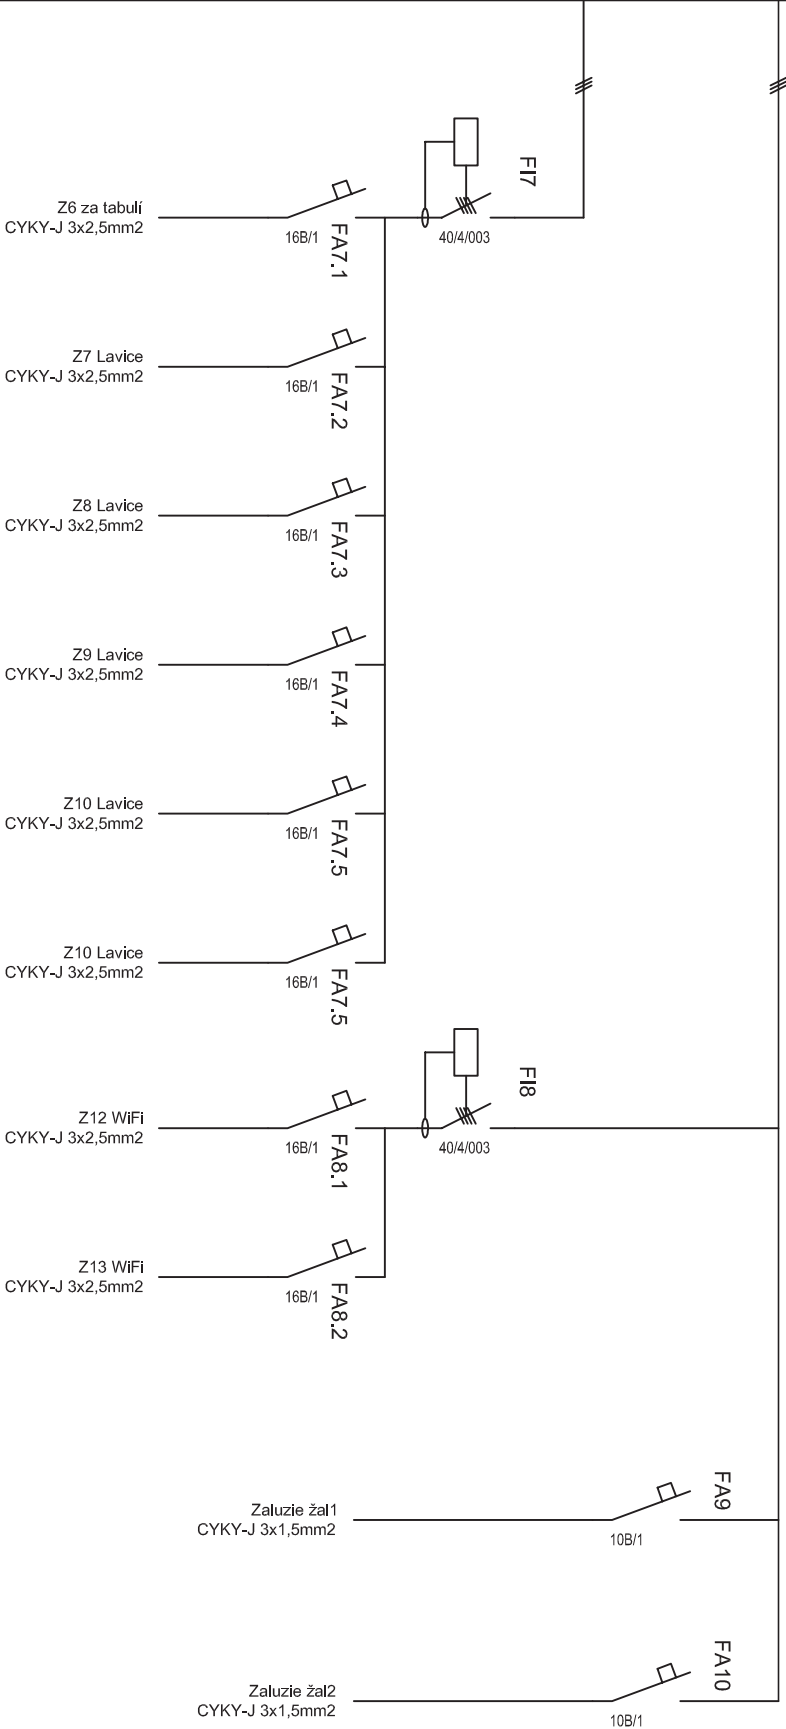 FI7
40/4/003
Z6 za tabulí
CYKY-J 3x2,5mm2
16B/1
FA7.1
Z7 Lavice
CYKY-J 3x2,5mm2
16B/1
FA7.2
Z8 Lavice
CYKY-J 3x2,5mm2
16B/1
FA7.3
Z9 Lavice
CYKY-J 3x2,5mm2
16B/1
FA7.4
Z10 Lavice
CYKY-J 3x2,5mm2
16B/1
FA7.5
Z10 Lavice
CYKY-J 3x2,5mm2
16B/1
FA7.5
FI8
40/4/003
Z12 WiFi
CYKY-J 3x2,5mm2
16B/1
FA8.1
Z13 WiFi
CYKY-J 3x2,5mm2
16B/1
FA8.2
Zaluzie žal1
CYKY-J 3x1,5mm2
10B/1
FA9
Zaluzie žal2
CYKY-J 3x1,5mm2
10B/1
FA10